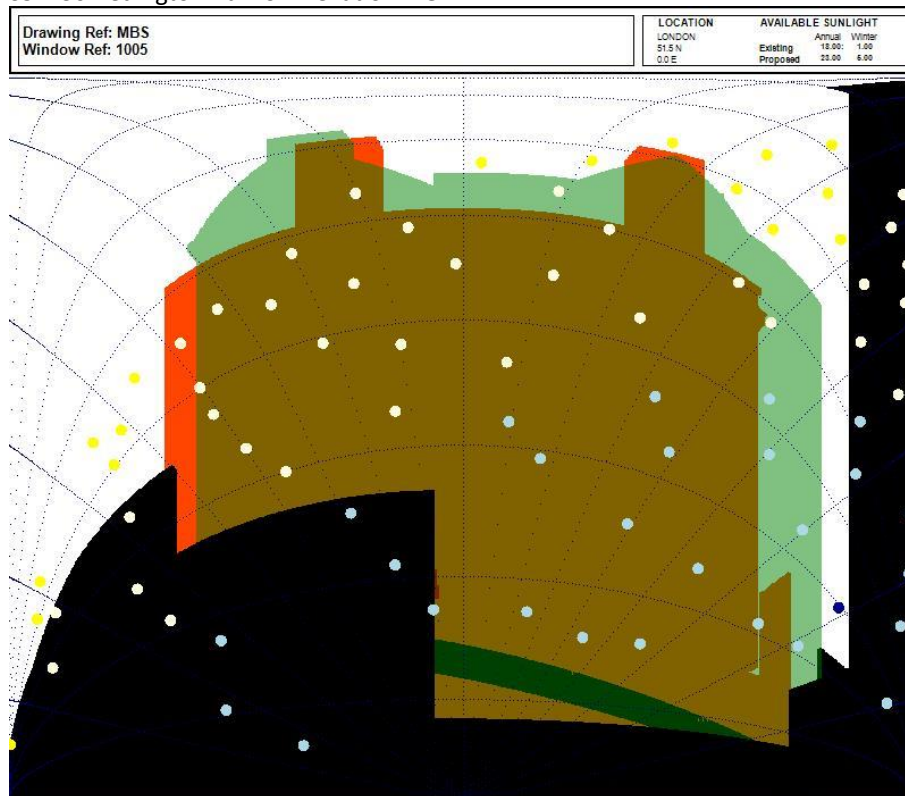 Drawing Ref: MBS
Window Ref: 1005
LOCATION
LONDON
51.5 N
0.0 E
AVAILABLE SUNLIGHT
Annual Winter
Existing 18.00: 1.00
Proposed 23.00 6.00